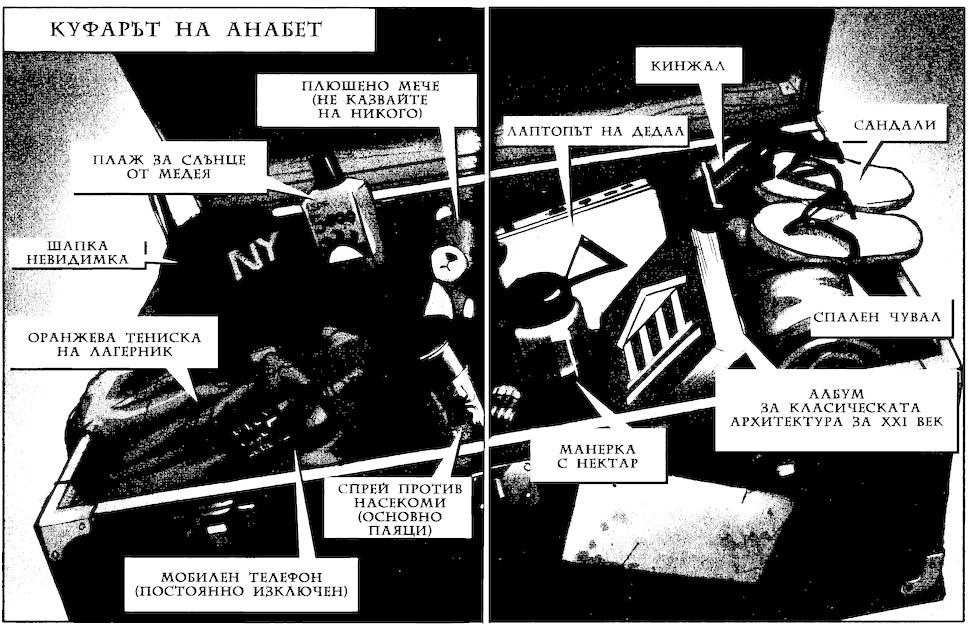 КУФАРЪТ НА АНАБЕТ
ПЛЮШЕНО МЕЧЕ
(НЕ КАЗВАЙТЕ
НА НИКОГО)
ПЛАЖ ЗА СЛЪНЦЕ
ОТ МЕДЕЯ
ШАПКА
НЕВИДИМКА
NY
ОРАНЖЕВА ТЕНИСКА
НА ЛАГЕРНИК
СПРЕЙ ПРОТИВ
НАСЕКОМИ
(ОСНОВНО
ПАЯЦИ)
МОБИЛЕН ТЕЛЕФОН
(ПОСТОЯННО ИЗКЛЮЧЕН)
КИНЖАЛ
ЛАПТОПЪТ НА ДЕДАЛ
САНДАЛИ
СПАЛЕН ЧУВАЛ
АЛБУМ
ЗА КЛАСИЧЕСКАТА
АРХИТЕКТУРА ЗА XXI ВЕК
МАНЕРКА
С НЕКТАР